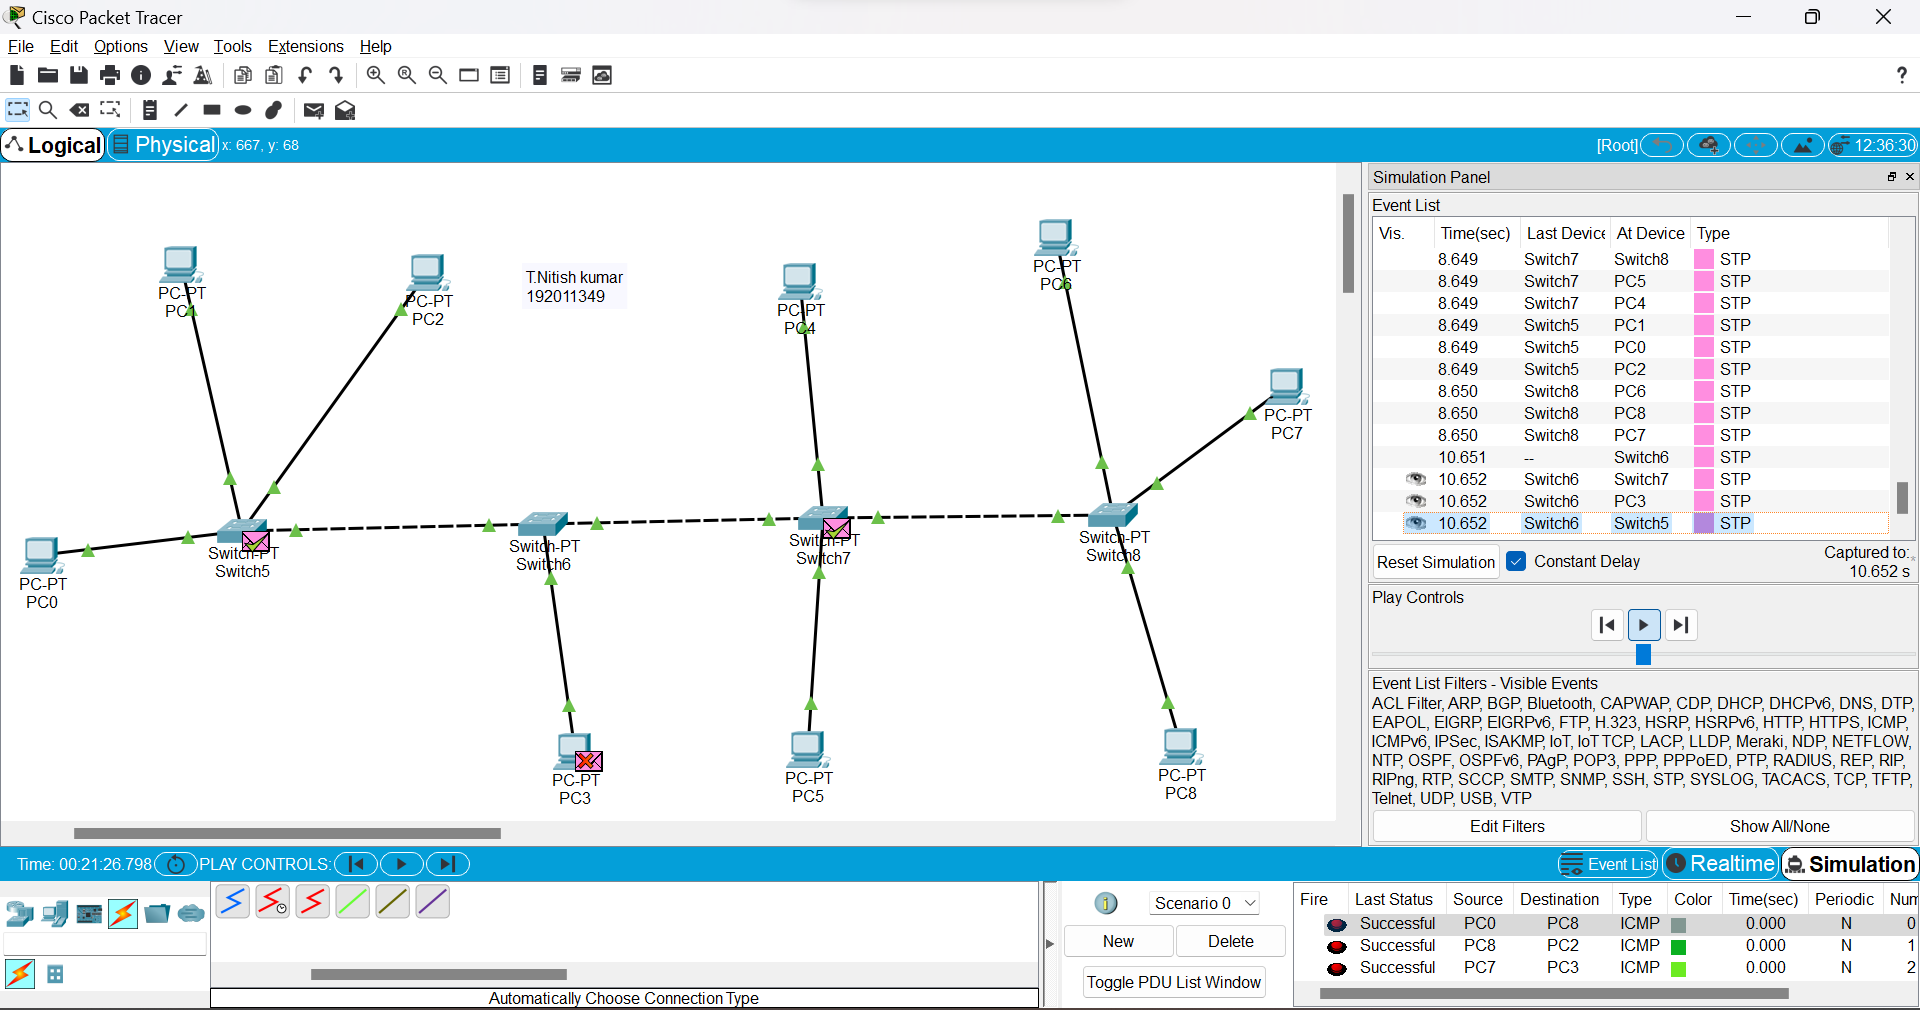 Cisco Packet Tracer
File Edit Options View Tools Extensions Help
?
Logical Physical x: 667, y: 68 [Root] 12:36:30
PC-PT
PC1
PC-PT
PC2
T.Nitish kumar
192011349
PC-PT
PC4
PC-PT
PC6
PC-PT
PC7
PC-PT
PC0
Switch-PT
Switch5
Switch-PT
Switch6
Switch-PT
Switch7
Switch-PT
Switch8
PC-PT
PC3
PC-PT
PC5
PC-PT
PC8
Simulation Panel
Event List
Vis. Time(sec) Last Device At Device Type
8.649 Switch7 Switch8 STP
8.649 Switch7 PC5 STP
8.649 Switch7 PC4 STP
8.649 Switch5 PC1 STP
8.649 Switch5 PC0 STP
8.649 Switch5 PC2 STP
8.650 Switch8 PC6 STP
8.650 Switch8 PC8 STP
8.650 Switch8 PC7 STP
10.651 -- Switch6 STP
10.652 Switch6 Switch7 STP
10.652 Switch6 PC3 STP
10.652 Switch6 Switch5 STP
Reset Simulation Constant Delay Captured to:
10.652 s
Play Controls
Event List Filters - Visible Events
ACL Filter, ARP, BGP, Bluetooth, CAPWAP, CDP, DHCP, DHCPv6, DNS, DTP,
EAPOL, EIGRP, EIGRPv6, FTP, H.323, HSRP, HSRPv6, HTTP, HTTPS, ICMP,
ICMPv6, IPSec, ISAKMP, IoT, IoT TCP, LACP, LLDP, Meraki, NDP, NETFLOW,
NTP, OSPF, OSPFv6, PAgP, POP3, PPP, PPPoED, PTP, RADIUS, REP, RIP,
RIPng, RTP, SCCP, SMTP, SNMP, SSH, STP, SYSLOG, TACACS, TCP, TFTP,
Telnet, UDP, USB, VTP
Edit Filters Show All/None
Time: 00:21:26.798 PLAY CONTROLS: Event List Realtime Simulation
Automatically Choose Connection Type
Scenario 0
New Delete
Toggle PDU List Window
Fire Last Status Source Destination Type Color Time(sec) Periodic Num
Successful PC0 PC8 ICMP 0.000 N 0
Successful PC8 PC2 ICMP 0.000 N 1
Successful PC7 PC3 ICMP 0.000 N 2